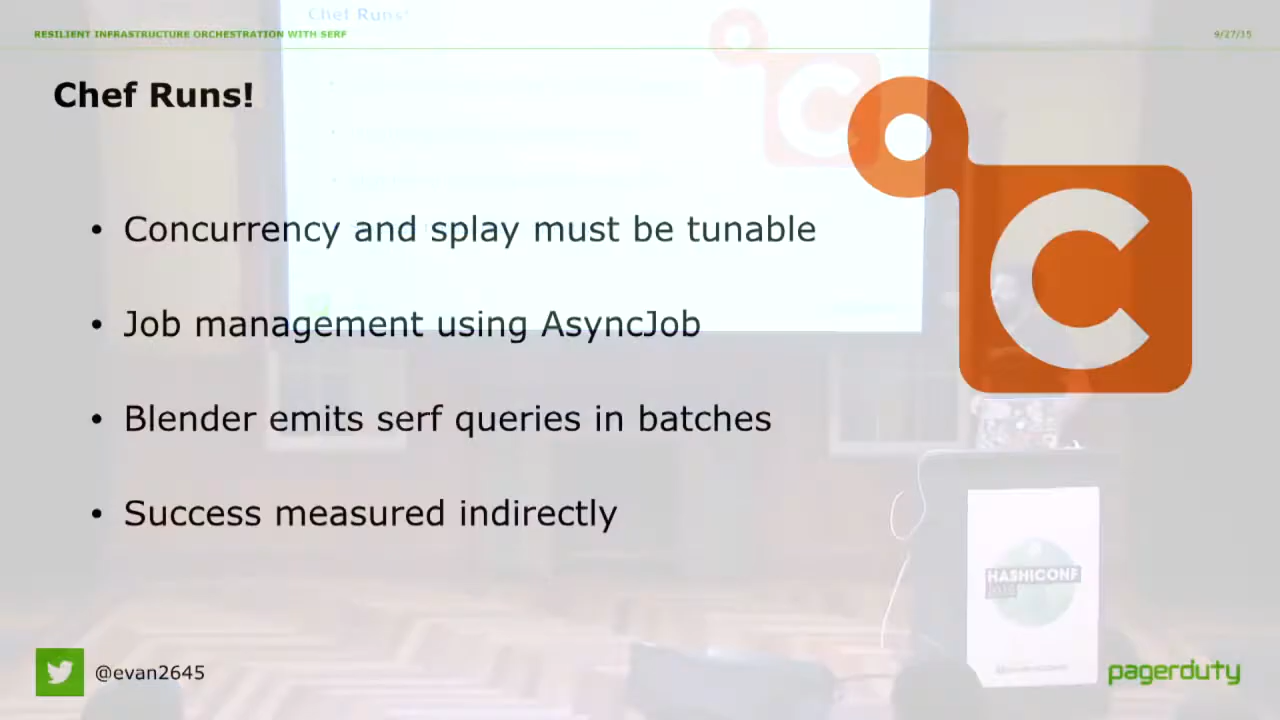 RESILIENT INFRASTRUCTURE ORCHESTRATION WITH SERF
9/27/15
Chef Runs!
Chef Runs!
• Concurrency and splay must be tunable
• Job management using AsyncJob
• Blender emits serf queries in batches
• Success measured indirectly
HASHICONF
2015
@evan2645
pagerduty